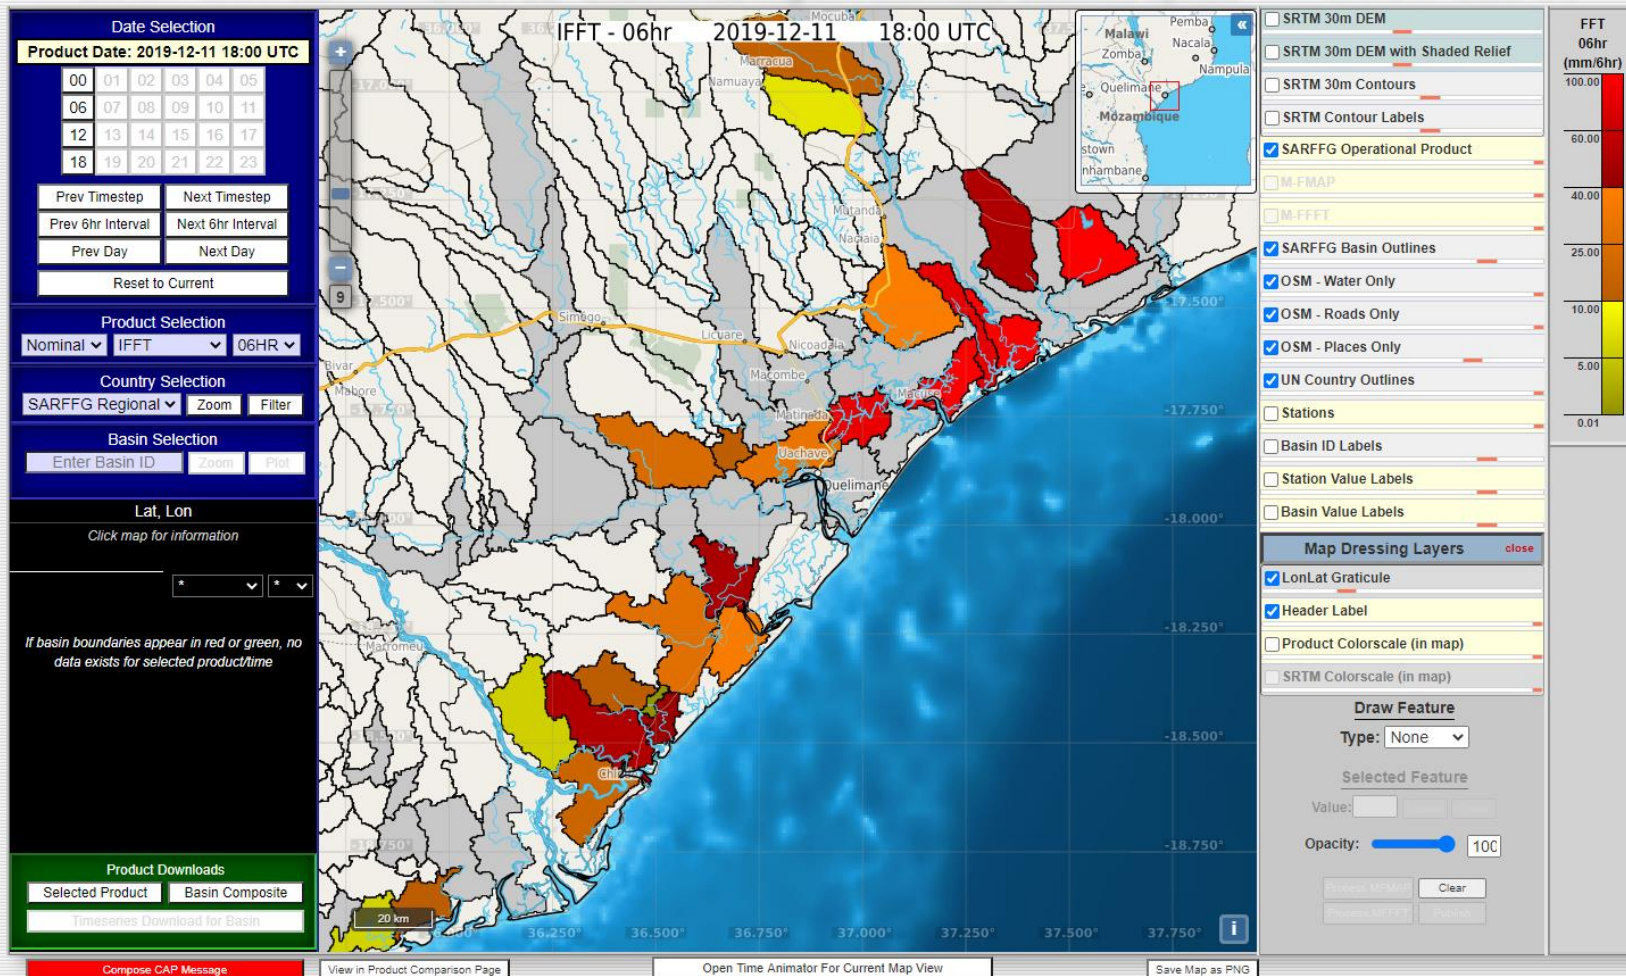 Date Selection
Product Date: 2019-12-11 18:00 UTC
00 01 02 03 04 05
06 07 08 09 10 11
12 13 14 15 16 17
18 19 20 21 22 23
Prev Timestep Next Timestep
Prev 6hr Interval Next 6hr Interval
Prev Day Next Day
Reset to Current
Product Selection
Nominal IFFT 06HR
Country Selection
SARFFG Regional Zoom Filter
Basin Selection
Enter Basin ID Zoom Plot
Lat, Lon
Click map for information
* *
If basin boundaries appear in red or green, no
data exists for selected product/time
Product Downloads
Selected Product Basin Composite
Timeseries Download for Basin
Compose CAP Message
IFFT - 06hr 2019-12-11 18:00 UTC
+
−
9
Mocuba
Marracua
Namuaya
Matanda
Naciaia
Simogo
Licuare
Nicoadala
Bivar
Mabore
Macombe
Macuse
Matinada
Uachave
Quelimane
Marromeu
-17.500°
-17.750°
-18.000°
-18.250°
-18.500°
-18.750°
36.250° 36.500° 36.750° 37.000° 37.250° 37.500° 37.750°
20 km
i
«
Pemba
Malawi
Nacala
Zomba
Nampula
Quelimane
Mozambique
stown
nhambane
View in Product Comparison Page
Open Time Animator For Current Map View
Save Map as PNG
SRTM 30m DEM
SRTM 30m DEM with Shaded Relief
SRTM 30m Contours
SRTM Contour Labels
SARFFG Operational Product
M-FMAP
M-FFFT
SARFFG Basin Outlines
OSM - Water Only
OSM - Roads Only
OSM - Places Only
UN Country Outlines
Stations
Basin ID Labels
Station Value Labels
Basin Value Labels
Map Dressing Layers close
LonLat Graticule
Header Label
Product Colorscale (in map)
SRTM Colorscale (in map)
Draw Feature
Type: None
Selected Feature
Value:
Opacity: 100
Clear
Publish
FFT
06hr
(mm/6hr)
100.00
60.00
40.00
25.00
10.00
5.00
0.01